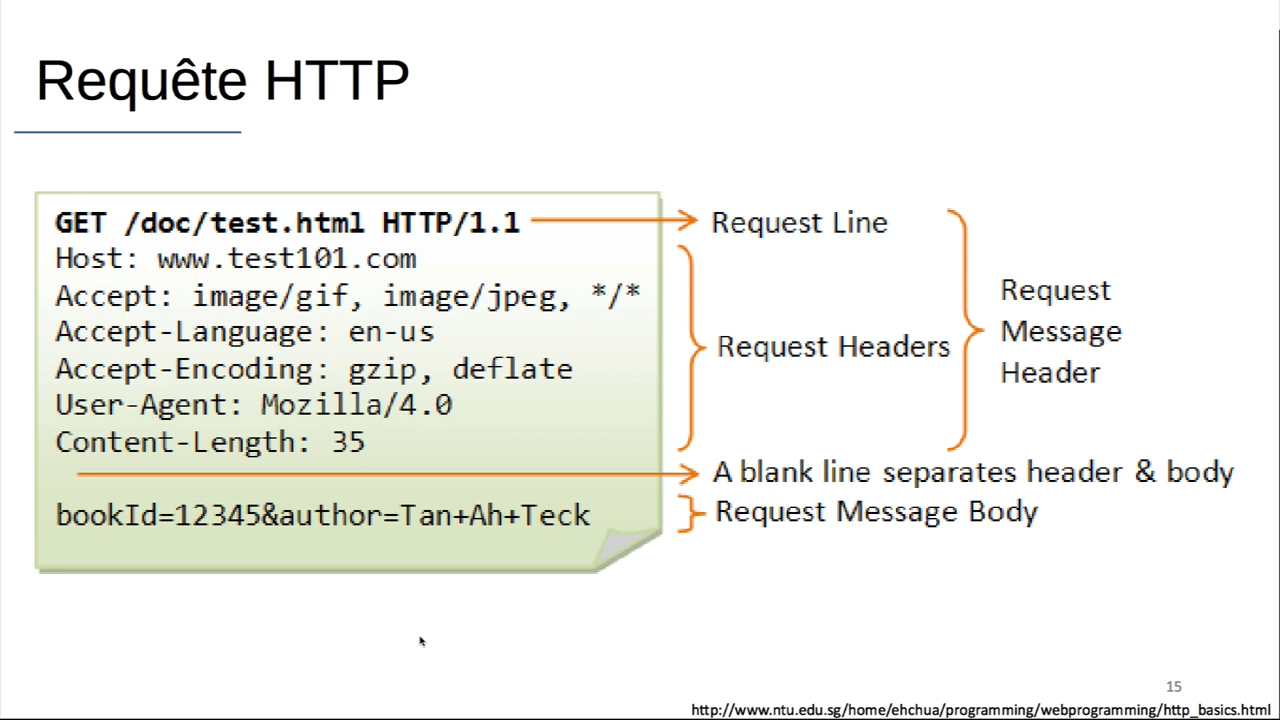 Requête HTTP
GET /doc/test.html HTTP/1.1
Host: www.test101.com
Accept: image/gif, image/jpeg, */*
Accept-Language: en-us
Accept-Encoding: gzip, deflate
User-Agent: Mozilla/4.0
Content-Length: 35
bookId=12345&author=Tan+Ah+Teck
Request Line
Request Headers
Request
Message
Header
A blank line separates header & body
Request Message Body
15
http://www.ntu.edu.sg/home/ehchua/programming/webprogramming/http_basics.html